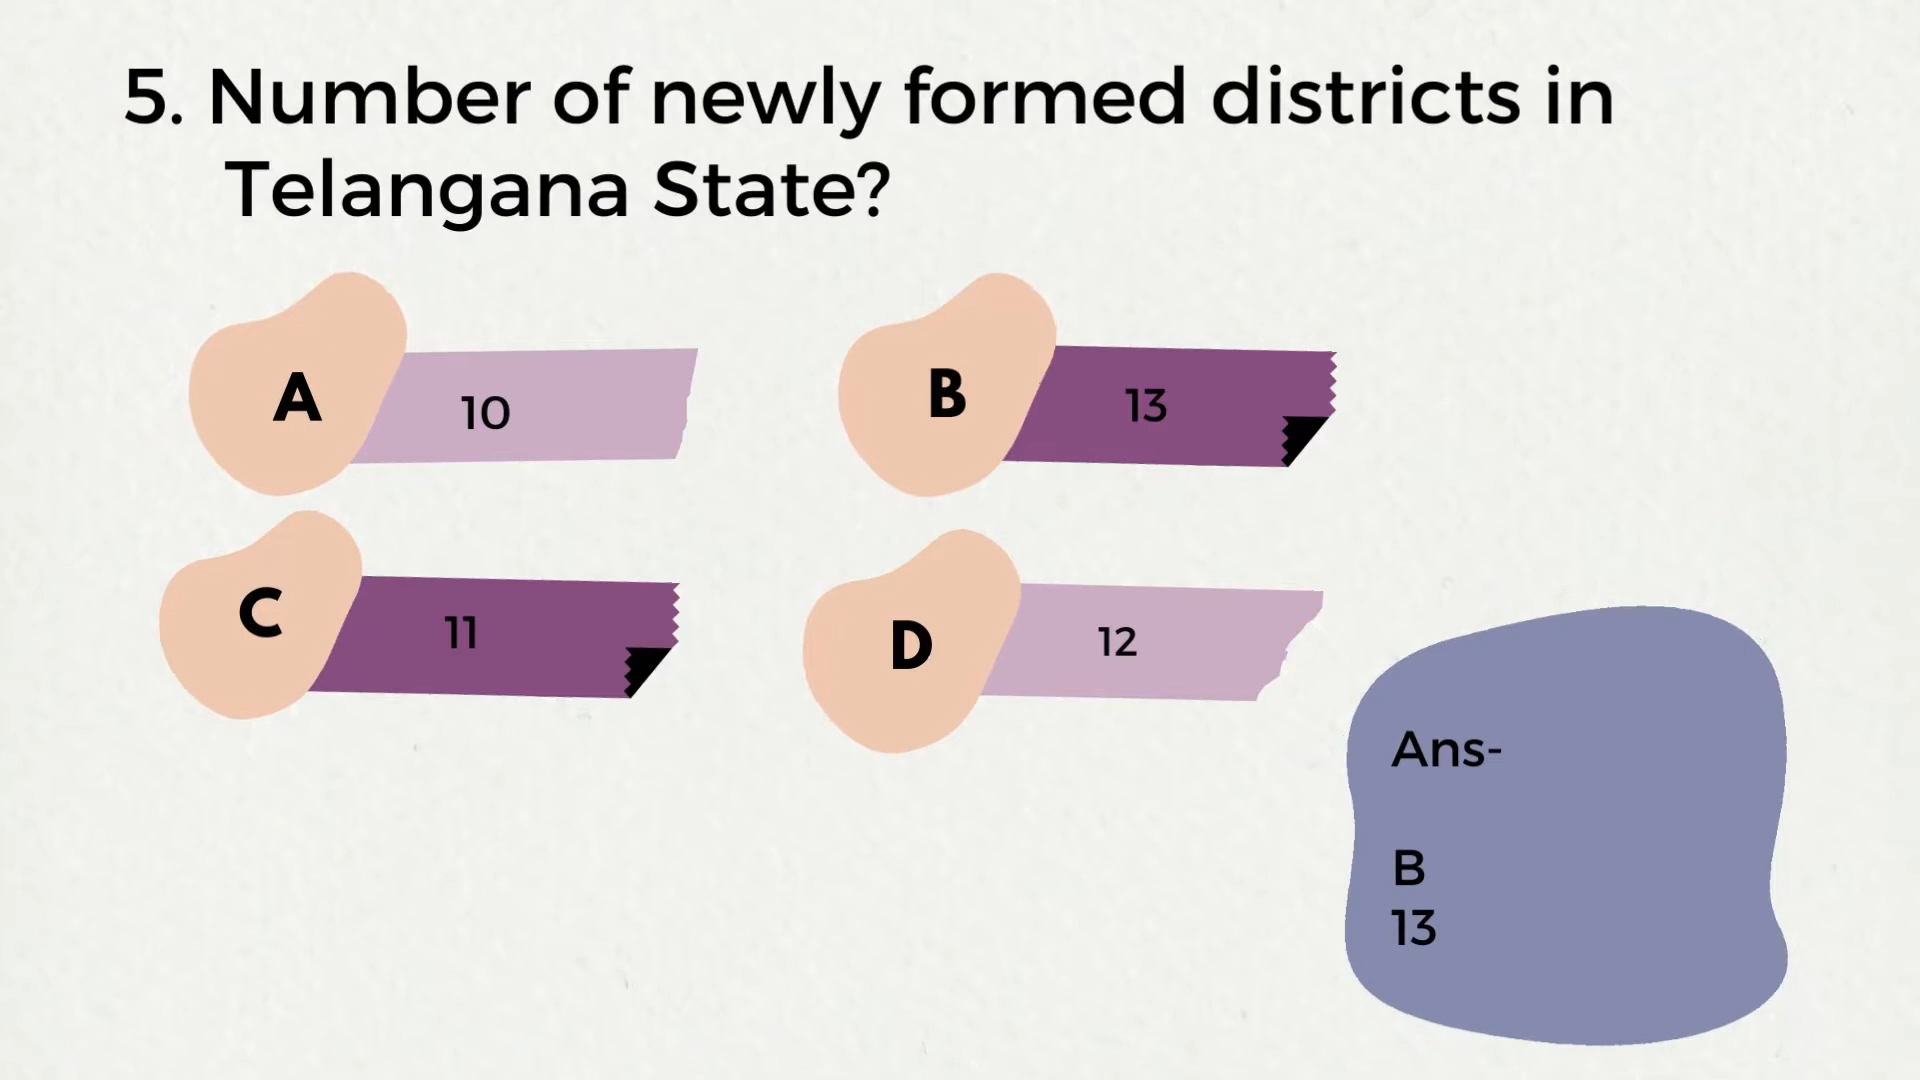 5. Number of newly formed districts in
Telangana State?
A 10
B 13
C 11
D 12
Ans-
B
13